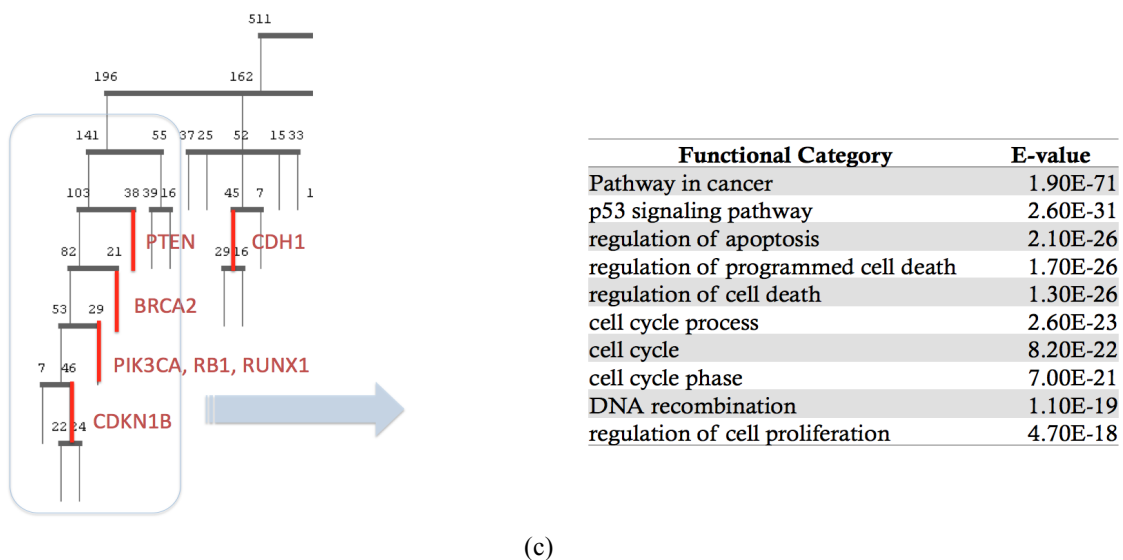 511
196 162
141 55 37 25 52 15 33
103 38 39 16 45 7 1
PTEN CDH1
82 21 29 16
BRCA2
53 29
PIK3CA, RB1, RUNX1
7 46
CDKN1B
22 24
Functional Category E-value
Pathway in cancer 1.90E-71
p53 signaling pathway 2.60E-31
regulation of apoptosis 2.10E-26
regulation of programmed cell death 1.70E-26
regulation of cell death 1.30E-26
cell cycle process 2.60E-23
cell cycle 8.20E-22
cell cycle phase 7.00E-21
DNA recombination 1.10E-19
regulation of cell proliferation 4.70E-18
(c)